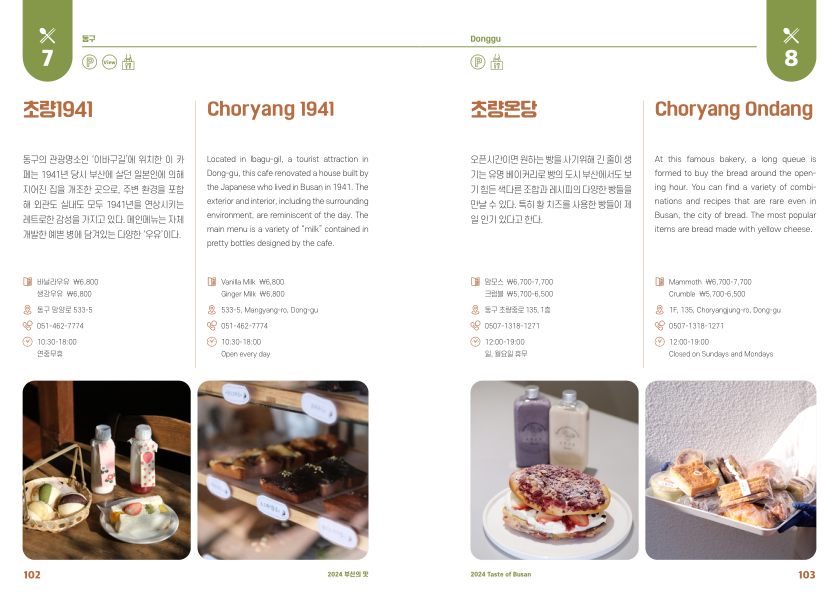 7
동구
P
View
초량1941
동구의 관광명소인 '이바구길'에 위치한 이 카
페는 1941년 당시 부산에 살던 일본인에 의해
지어진 집을 개조한 곳으로, 주변 환경을 포함
해 외관도 실내도 모두 1941년을 연상시키는
레트로한 감성을 가지고 있다. 메인메뉴는 자체
개발한 예쁜 병에 담겨있는 다양한 '우유'이다.
바닐라우유 ₩6,800
생강우유 ₩6,800
동구 망양로 533-5
051-462-7774
10:30-18:00
연중무휴
Choryang 1941
Located in Ibagu-gil, a tourist attraction in
Dong-gu, this cafe renovated a house built by
the Japanese who lived in Busan in 1941. The
exterior and interior, including the surrounding
environment, are reminiscent of the day. The
main menu is a variety of "milk" contained in
pretty bottles designed by the cafe.
Vanilla Milk ₩6,800
Ginger Milk ₩6,800
533-5, Mangyang-ro, Dong-gu
051-462-7774
10:30-18:00
Open every day
102
2024 부산의 맛
Donggu
8
P
초량온당
오픈시간이면 원하는 빵을 사기위해 긴 줄이 생
기는 유명 베이커리로 빵의 도시 부산에서도 보
기 힘든 색다른 조합과 레시피의 다양한 빵들을
만날 수 있다. 특히 황 치즈를 사용한 빵들이 제
일 인기 있다고 한다.
맘모스 ₩6,700-7,700
크럼블 ₩5,700-6,500
동구 초량중로 135, 1층
0507-1318-1271
12:00-19:00
일, 월요일 휴무
Choryang Ondang
At this famous bakery, a long queue is
formed to buy the bread around the open-
ing hour. You can find a variety of combi-
nations and recipes that are rare even in
Busan, the city of bread. The most popular
items are bread made with yellow cheese.
Mammoth ₩6,700-7,700
Crumble ₩5,700-6,500
1F, 135, Choryangjung-ro, Dong-gu
0507-1318-1271
12:00-19:00
Closed on Sundays and Mondays
2024 Taste of Busan
103